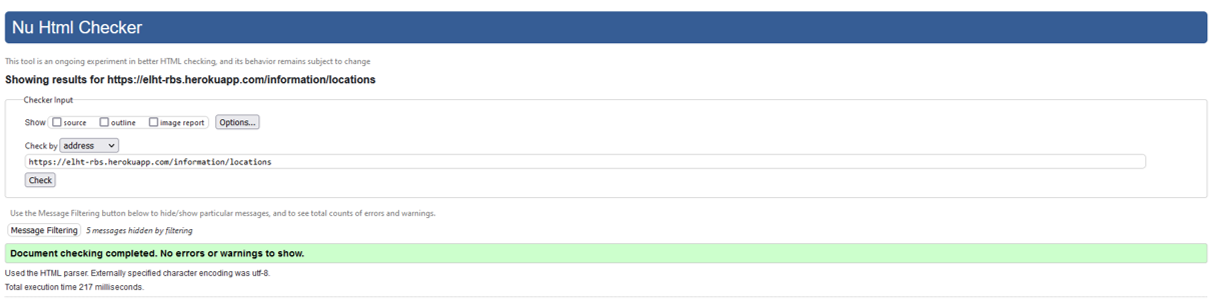 Nu Html Checker
This tool is an ongoing experiment in better HTML checking, and its behavior remains subject to change
Showing results for https://elht-rbs.herokuapp.com/information/locations
Checker Input
Show source outline image report Options...
Check by address
https://elht-rbs.herokuapp.com/information/locations
Check
Use the Message Filtering button below to hide/show particular messages, and to see total counts of errors and warnings.
Message Filtering 5 messages hidden by filtering
Document checking completed. No errors or warnings to show.
Used the HTML parser. Externally specified character encoding was utf-8.
Total execution time 217 milliseconds.